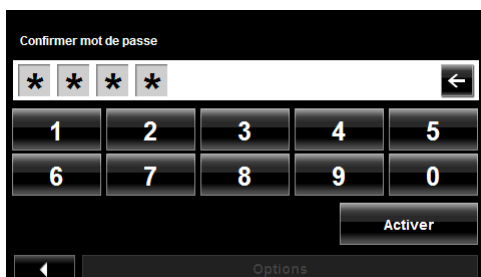 Confirmer mot de passe
* * * *
1 2 3 4 5
6 7 8 9 0
Activer
Options